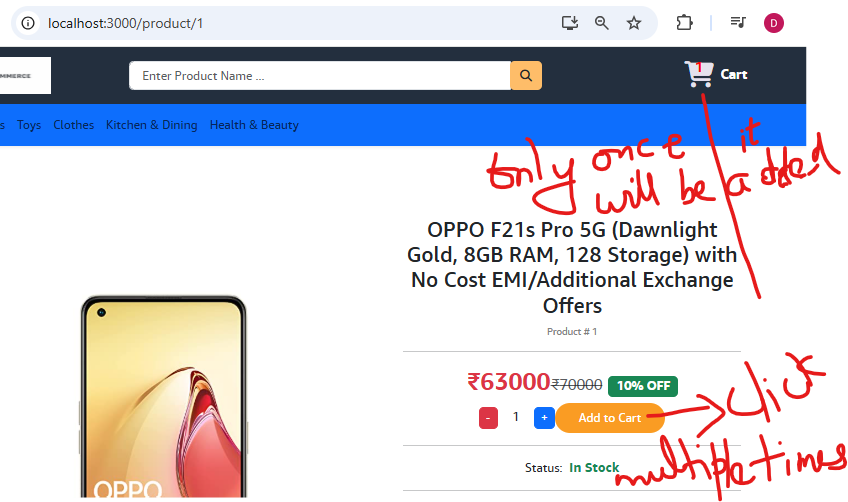 localhost:3000/product/1
D
MMERCE
Enter Product Name ...
1
Cart
s Toys Clothes Kitchen & Dining Health & Beauty
only once it
will be added
OPPO F21s Pro 5G (Dawnlight
Gold, 8GB RAM, 128 Storage) with
No Cost EMI/Additional Exchange
Offers
Product # 1
₹63000 ₹70000 10% OFF
- 1 + Add to Cart
click
multiple times
Status: In Stock
OPPO